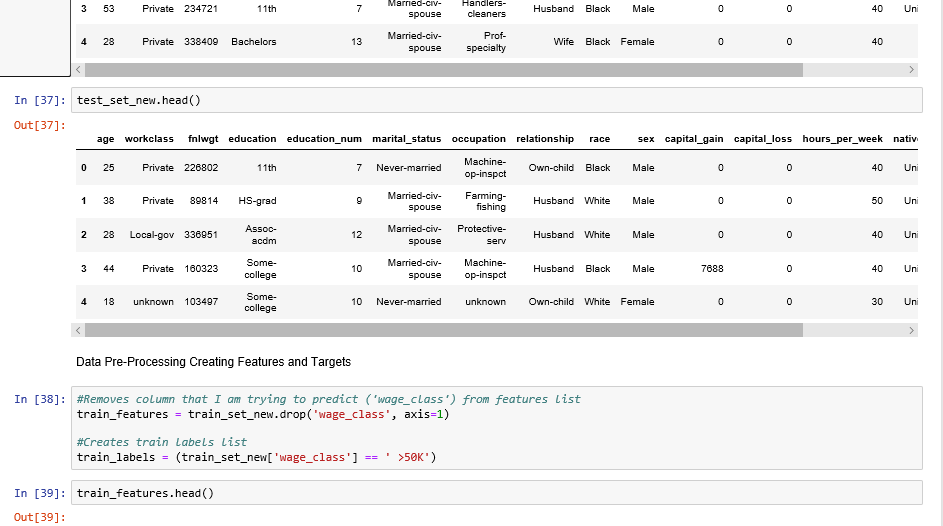 3 53 Private 234721 11th 7 Married-civ-spouse Handlers-cleaners Husband Black Male 0 0 40 Uni
4 28 Private 338409 Bachelors 13 Married-civ-spouse Prof-specialty Wife Black Female 0 0 40
In [37]: test_set_new.head()
Out[37]:
age workclass fnlwgt education education_num marital_status occupation relationship race sex capital_gain capital_loss hours_per_week nativ
0 25 Private 226802 11th 7 Never-married Machine-op-inspct Own-child Black Male 0 0 40 Uni
1 38 Private 89814 HS-grad 9 Married-civ-spouse Farming-fishing Husband White Male 0 0 50 Uni
2 28 Local-gov 336951 Assoc-acdm 12 Married-civ-spouse Protective-serv Husband White Male 0 0 40 Uni
3 44 Private 160323 Some-college 10 Married-civ-spouse Machine-op-inspct Husband Black Male 7688 0 40 Uni
4 18 unknown 103497 Some-college 10 Never-married unknown Own-child White Female 0 0 30 Uni
Data Pre-Processing Creating Features and Targets
In [38]: #Removes column that I am trying to predict ('wage_class') from features list
train_features = train_set_new.drop('wage_class', axis=1)
#Creates train labels list
train_labels = (train_set_new['wage_class'] == ' >50K')
In [39]: train_features.head()
Out[39]: